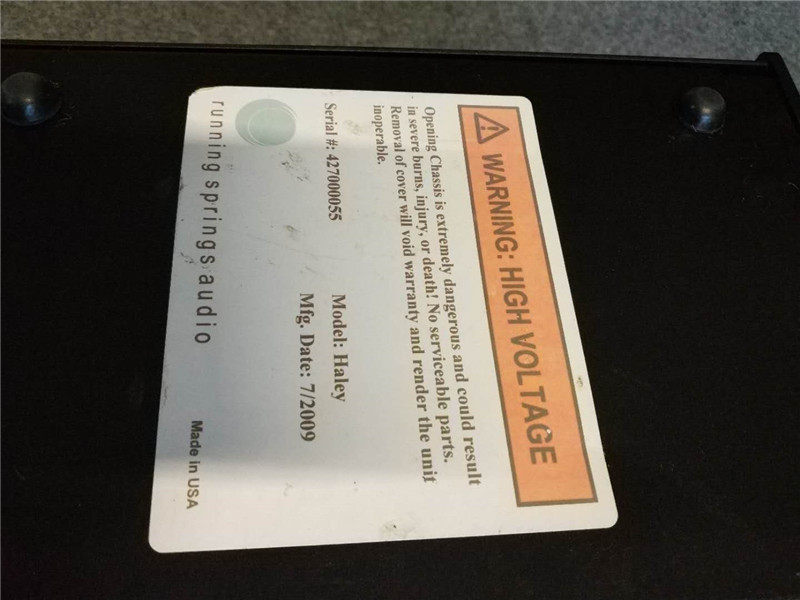 WARNING: HIGH VOLTAGE
Opening Chassis is extremely dangerous and could result
in severe burns, injury, or death! No serviceable parts.
Removal of cover will void warranty and render the unit
inoperable.
Serial #: 427000055
Model: Haley
Mfg. Date: 7/2009
running springs audio
Made in USA